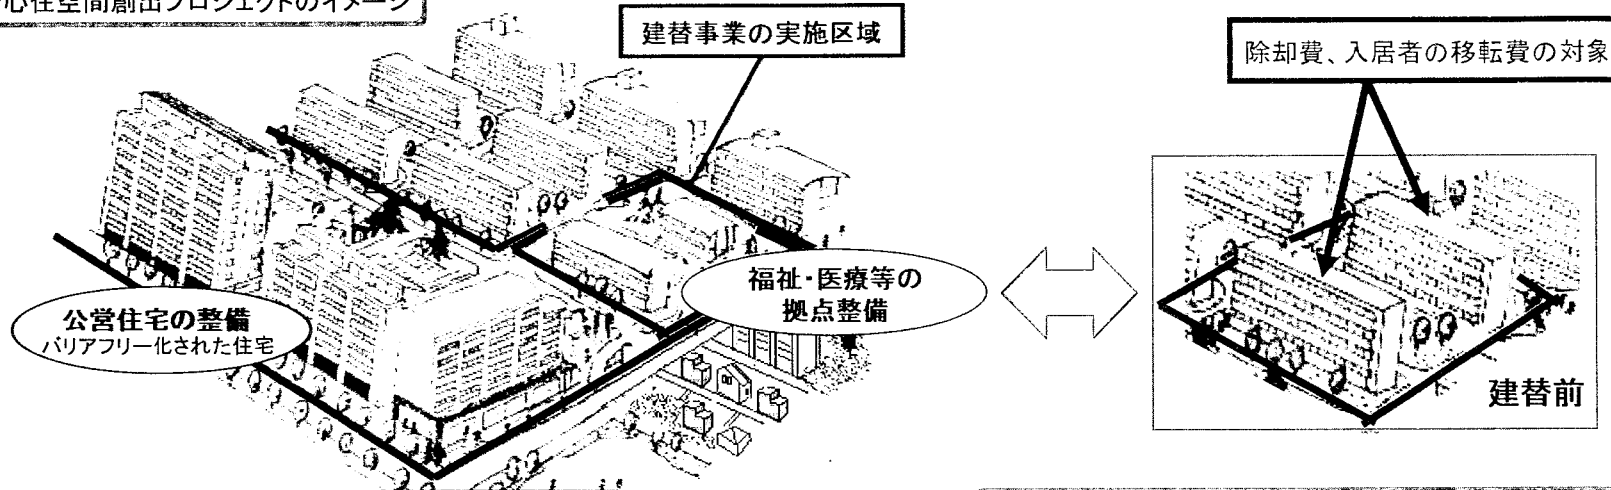 心住空間創出プロジェクトのイメージ
建替事業の実施区域
除却費、入居者の移転費の対象
福祉・医療等の
拠点整備
公営住宅の整備
バリアフリー化された住宅
建替前